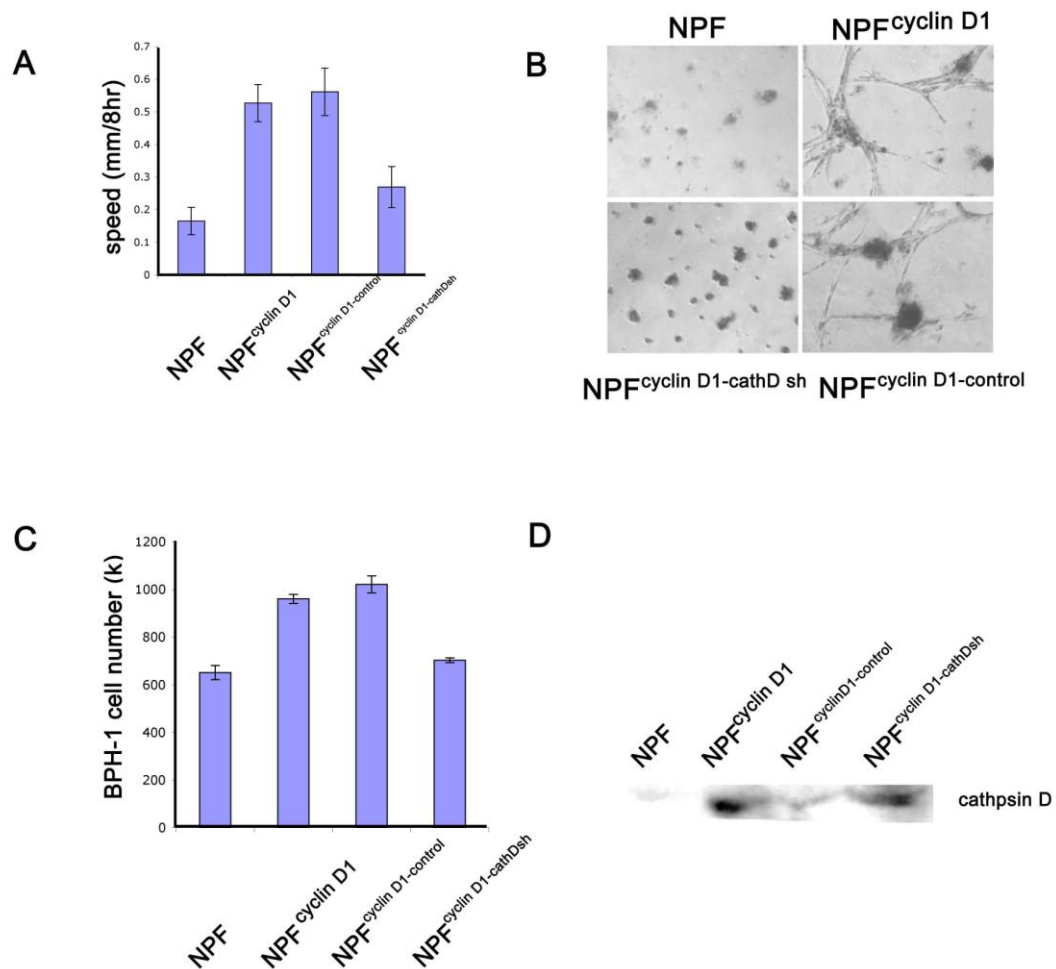 A
speed (mm/8hr)
0.7
0.6
0.5
0.4
0.3
0.2
0.1
0
NPF
NPFcyclin D1
NPFcyclin D1-control
NPFcyclin D1-cathDsh
B
NPF
NPFcyclin D1
NPFcyclin D1-cathD sh
NPFcyclin D1-control
C
BPH-1 cell number (k)
1200
1000
800
600
400
200
0
NPF
NPFcyclin D1
NPFcyclin D1-control
NPFcyclin D1-cathDsh
D
NPF
NPFcyclin D1
NPFcyclinD1-control
NPFcyclin D1-cathDsh
cathpsin D